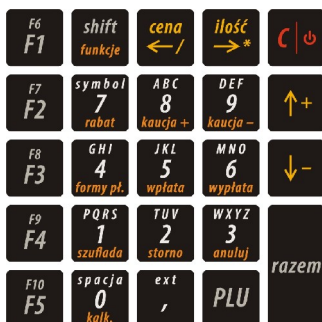 F6 shift cena ilość
F1 funkcje ←/ →* C|⏻
F7 symbol ABC DEF
F2 7 8 9 ↑+
rabat kaucja + kaucja −
F8 GHI JKL MNO
F3 4 5 6 ↓−
formy pł. wpłata wypłata
F9 PQRS TUV WXYZ
F4 1 2 3
szuflada storno anuluj
razem
F10 spacja ext
F5 0 , PLU
kalk.